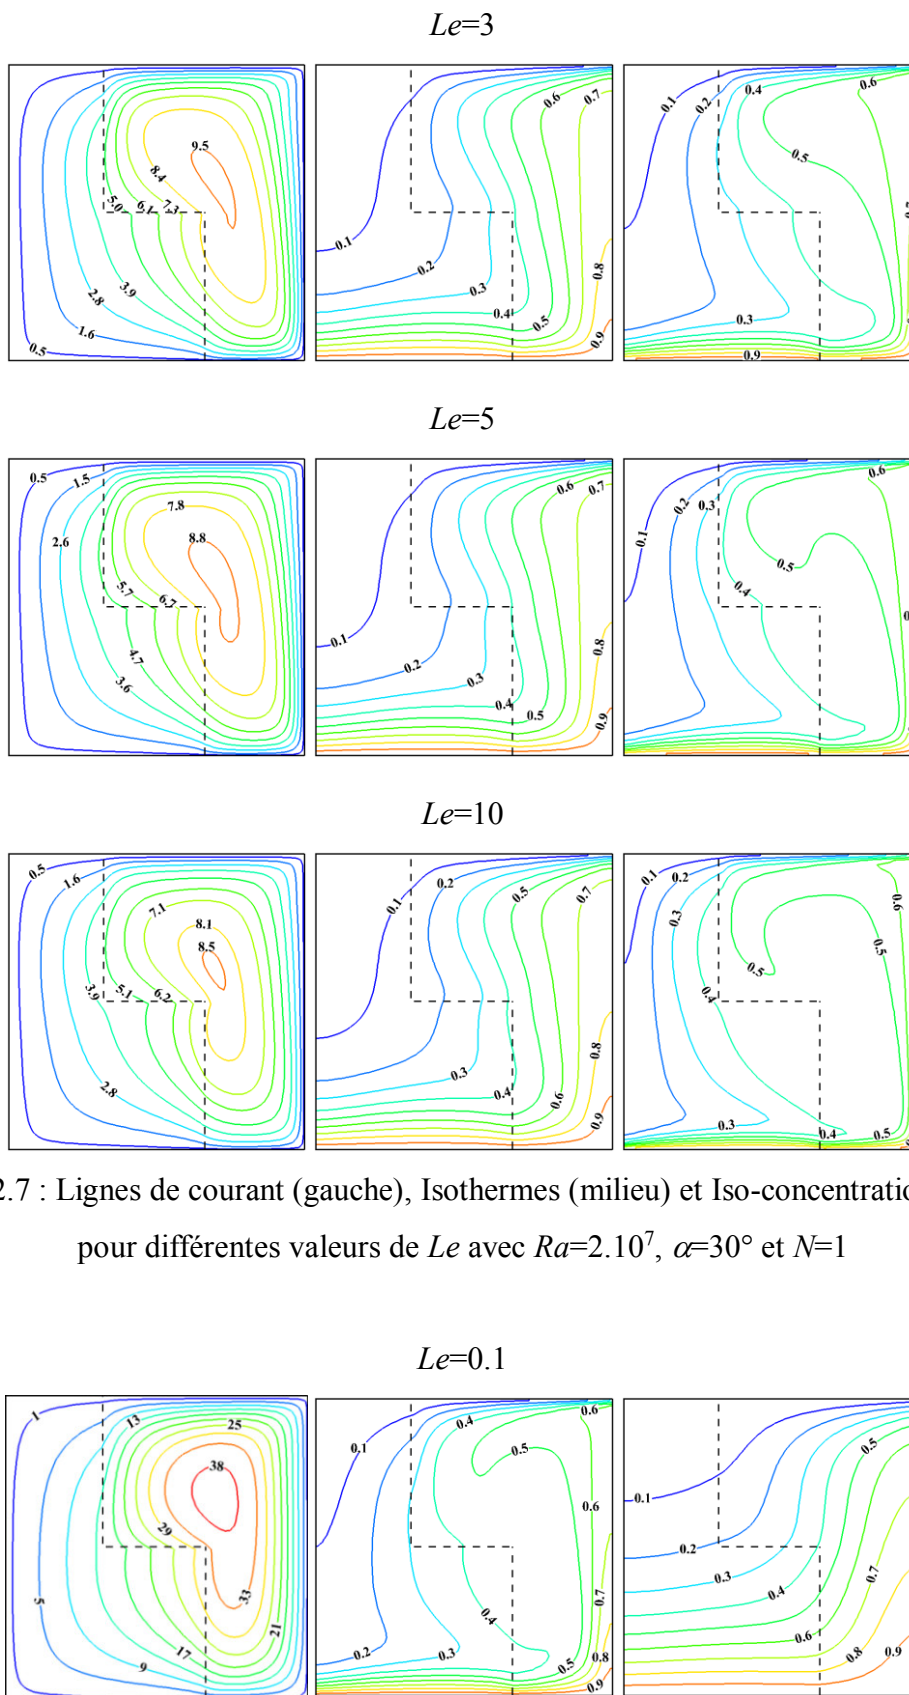 Le=3
9.5 8.4 7.3 6.1 5.0 3.9 2.8 1.6 0.5
0.6 0.7 0.1 0.2 0.3 0.4 0.5 0.8 0.9
0.1 0.2 0.4 0.6 0.5 0.3 0.9
Le=5
0.5 1.5 7.8 2.6 8.8 5.7 6.7 4.7 3.6
0.6 0.7 0.1 0.2 0.3 0.4 0.5 0.8 0.9
0.6 0.2 0.3 0.1 0.5 0.4
Le=10
0.5 1.6 7.1 8.1 8.5 3.9 5.1 6.2 2.8
0.1 0.2 0.5 0.7 0.3 0.4 0.6 0.8 0.9
0.1 0.2 0.3 0.6 0.5 0.5 0.4 0.3 0.4 0.5
2.7 : Lignes de courant (gauche), Isothermes (milieu) et Iso-concentratio
pour différentes valeurs de Le avec Ra=2.10⁷, α=30° et N=1
Le=0.1
1 13 25 38 29 33 5 9 17 21
0.1 0.4 0.6 0.5 0.6 0.4 0.7 0.2 0.3 0.5 0.8 0.9
0.1 0.5 0.2 0.3 0.4 0.7 0.6 0.8 0.9